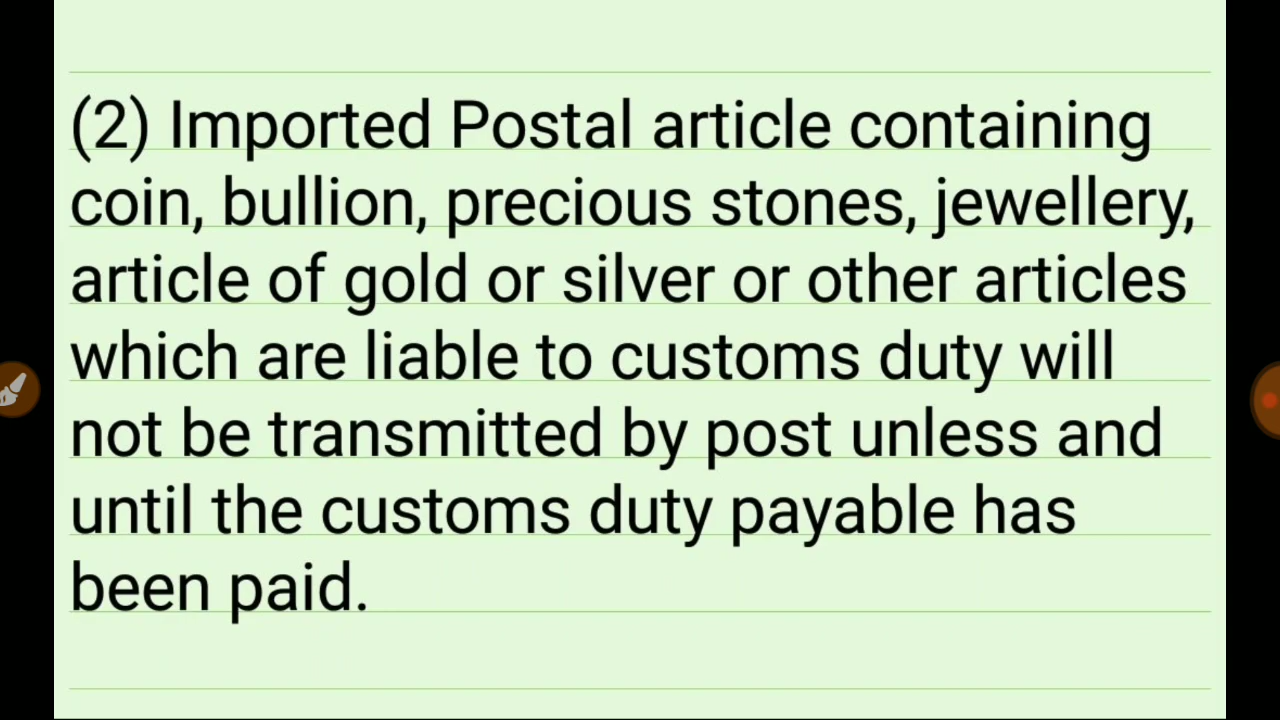 (2) Imported Postal article containing
coin, bullion, precious stones, jewellery,
article of gold or silver or other articles
which are liable to customs duty will
not be transmitted by post unless and
until the customs duty payable has
been paid.